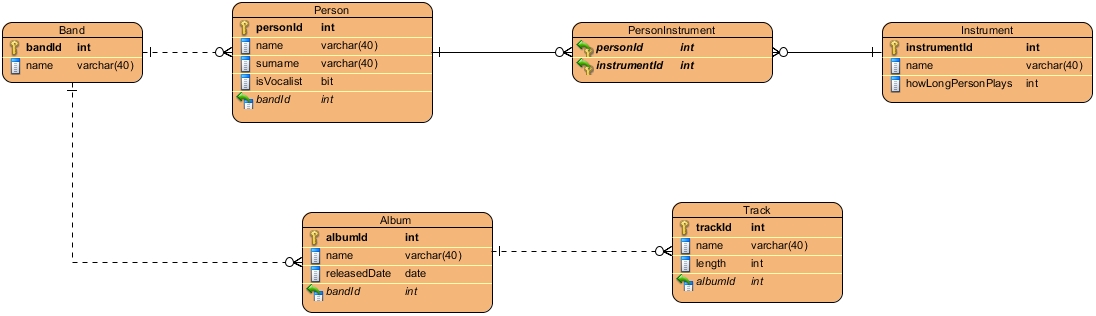 Band
bandId int
name varchar(40)
Person
personId int
name varchar(40)
surname varchar(40)
isVocalist bit
bandId int
PersonInstrument
personId int
instrumentId int
Instrument
instrumentId int
name varchar(40)
howLongPersonPlays int
Album
albumId int
name varchar(40)
releasedDate date
bandId int
Track
trackId int
name varchar(40)
length int
albumId int